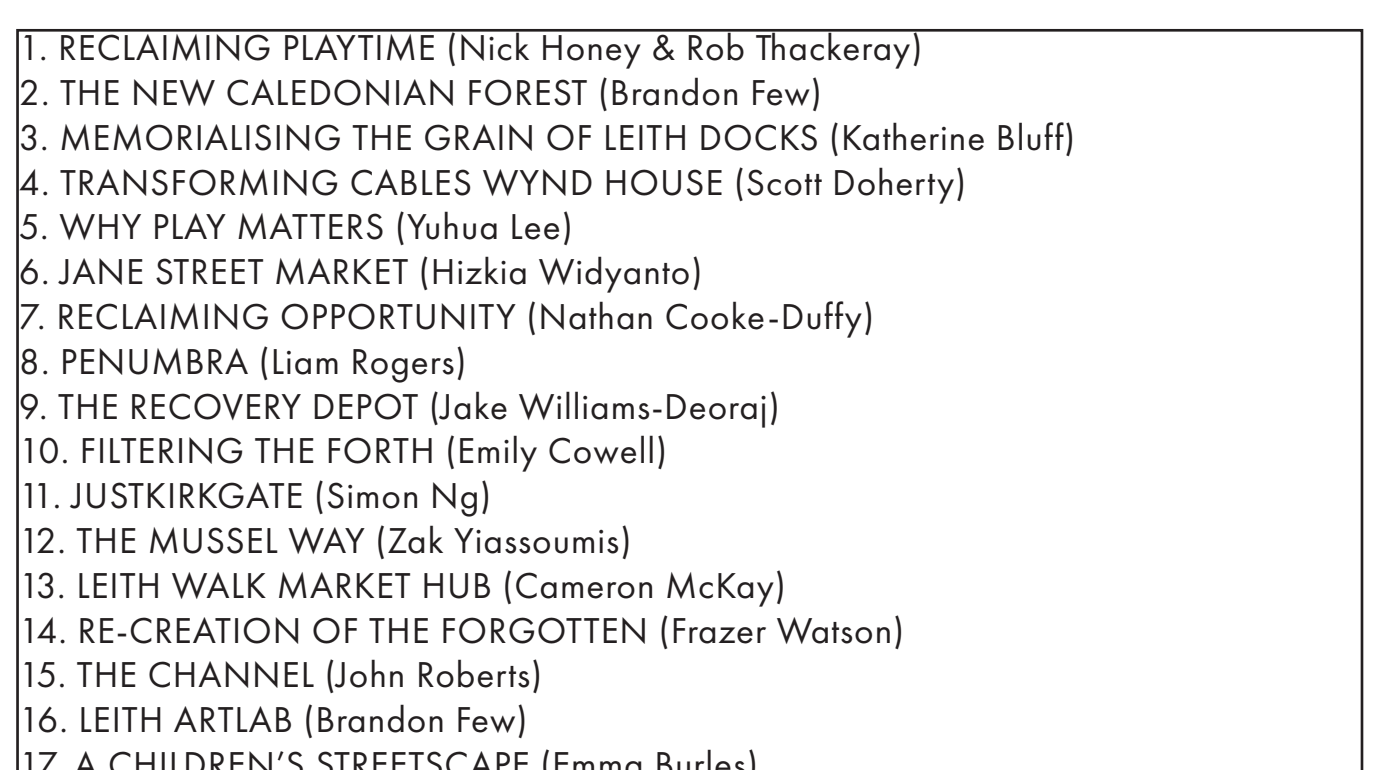 1. RECLAIMING PLAYTIME (Nick Honey & Rob Thackeray)
2. THE NEW CALEDONIAN FOREST (Brandon Few)
3. MEMORIALISING THE GRAIN OF LEITH DOCKS (Katherine Bluff)
4. TRANSFORMING CABLES WYND HOUSE (Scott Doherty)
5. WHY PLAY MATTERS (Yuhua Lee)
6. JANE STREET MARKET (Hizkia Widyanto)
7. RECLAIMING OPPORTUNITY (Nathan Cooke-Duffy)
8. PENUMBRA (Liam Rogers)
9. THE RECOVERY DEPOT (Jake Williams-Deoraj)
10. FILTERING THE FORTH (Emily Cowell)
11. JUSTKIRKGATE (Simon Ng)
12. THE MUSSEL WAY (Zak Yiassoumis)
13. LEITH WALK MARKET HUB (Cameron McKay)
14. RE-CREATION OF THE FORGOTTEN (Frazer Watson)
15. THE CHANNEL (John Roberts)
16. LEITH ARTLAB (Brandon Few)
17. A CHILDREN'S STREETSCAPE (Emma Burles)